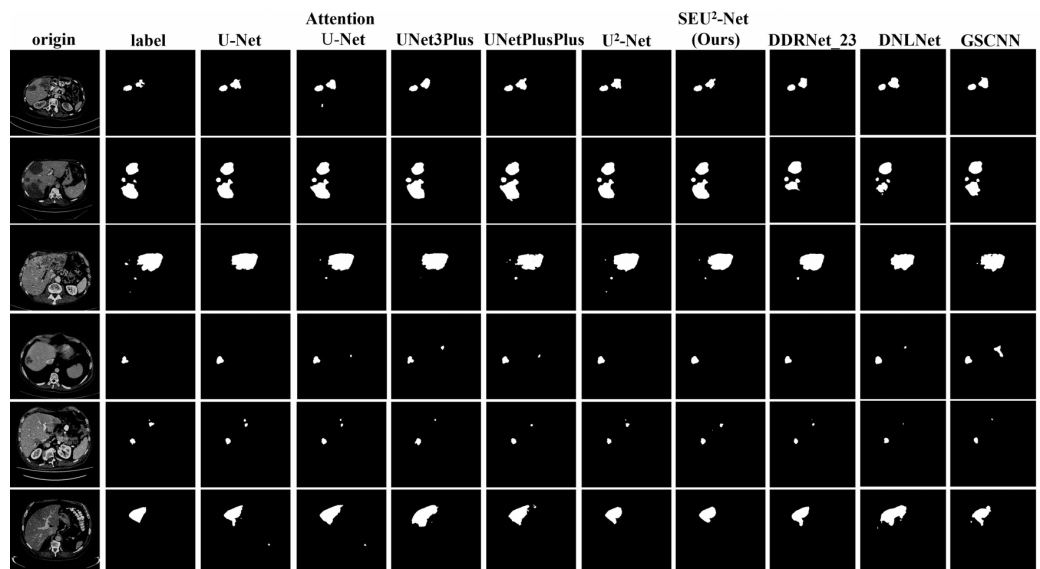 origin
label
U-Net
Attention
U-Net
UNet3Plus
UNetPlusPlus
U²-Net
SEU²-Net
(Ours)
DDRNet_23
DNLNet
GSCNN